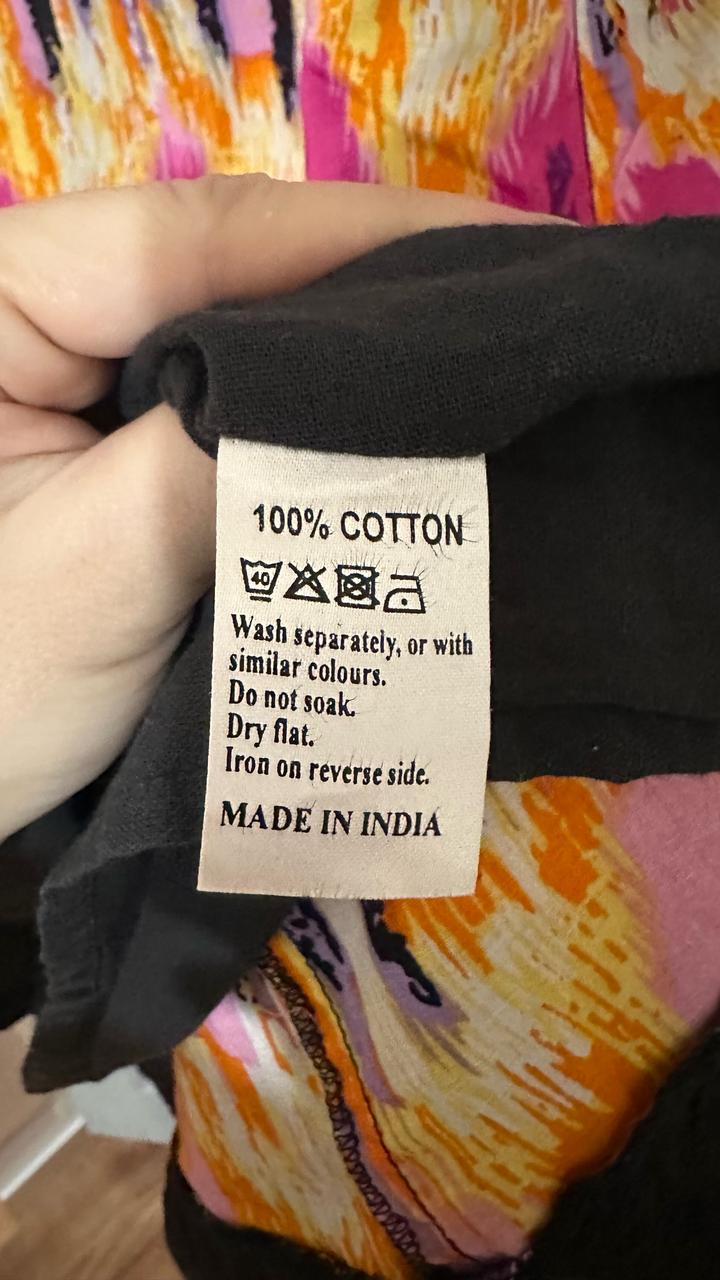 100% COTTON
40
Wash separately, or with
similar colours.
Do not soak.
Dry flat.
Iron on reverse side.
MADE IN INDIA